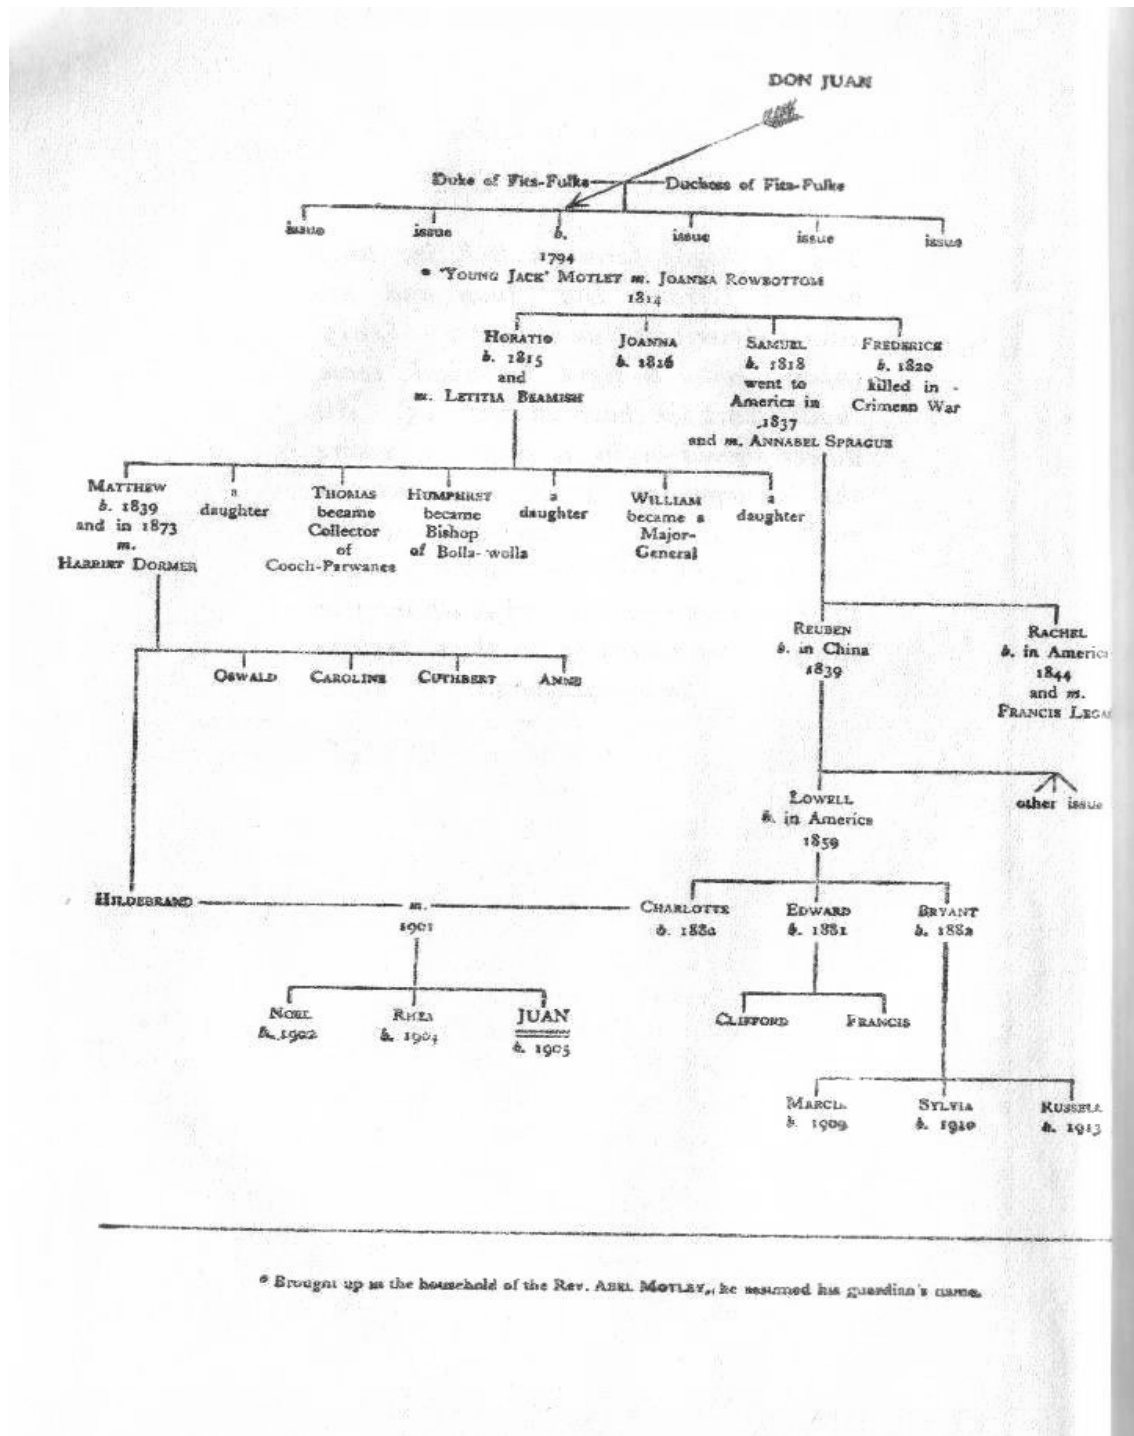 DON JUAN
Duke of Fitz-Fulke Duchess of Fitz-Fulke
issue issue b. issue issue issue
1794
* 'YOUNG JACK' MOTLEY m. JOANNA ROWBOTTOM
1814
HORATIO
b. 1815
and
m. LETITIA BEAMISH
JOANNA
b. 1816
SAMUEL
b. 1818
went to
America in
1837
and m. ANNABEL SPRAGUE
FREDERICK
b. 1820
killed in
Crimean War
MATTHEW
b. 1839
and in 1873
m.
HARRIET DORMER
a
daughter
THOMAS
became
Collector
of
Cooch-Parwanee
HUMPHREY
became
Bishop
of Bolla-wolla
a
daughter
WILLIAM
became a
Major-
General
a
daughter
REUBEN
b. in China
1839
RACHEL
b. in Americ
1844
and m.
FRANCIS
OSWALD CAROLINE CUTHBERT ANNE
LOWELL
b. in America
1859
other issue
HILDEBRAND m. CHARLOTTE
1901
b. 1880
EDWARD
b. 1881
BRYANT
b. 1882
NOEL
b. 1902
RHEA
b.
JUAN
b. 1905
CLIFFORD FRANCIS
MARCIA
b. 1909
SYLVIA
b. 1910
RUSSELL
b. 1913
* Brought up in the household of the Rev. ABEL MOTLEY, he assumed his guardian's name.